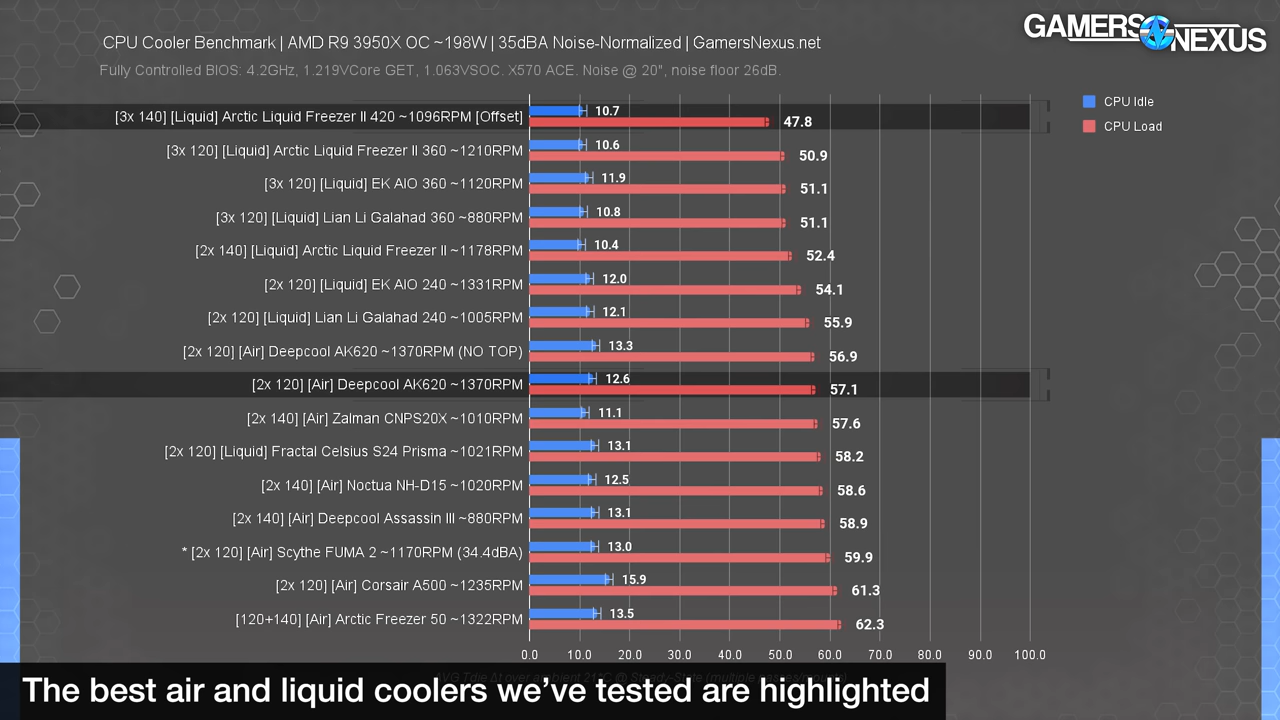 GAMERS NEXUS
CPU Cooler Benchmark | AMD R9 3950X OC ~198W | 35dBA Noise-Normalized | GamersNexus.net
Fully Controlled BIOS: 4.2GHz, 1.219VCore GET, 1.063VSOC. X570 ACE. Noise @ 20", noise floor 26dB.
CPU Idle
CPU Load
[3x 140] [Liquid] Arctic Liquid Freezer II 420 ~1096RPM [Offset] 10.7 47.8
[3x 120] [Liquid] Arctic Liquid Freezer II 360 ~1210RPM 10.6 50.9
[3x 120] [Liquid] EK AIO 360 ~1120RPM 11.9 51.1
[3x 120] [Liquid] Lian Li Galahad 360 ~880RPM 10.8 51.1
[2x 140] [Liquid] Arctic Liquid Freezer II ~1178RPM 10.4 52.4
[2x 120] [Liquid] EK AIO 240 ~1331RPM 12.0 54.1
[2x 120] [Liquid] Lian Li Galahad 240 ~1005RPM 12.1 55.9
[2x 120] [Air] Deepcool AK620 ~1370RPM (NO TOP) 13.3 56.9
[2x 120] [Air] Deepcool AK620 ~1370RPM 12.6 57.1
[2x 140] [Air] Zalman CNPS20X ~1010RPM 11.1 57.6
[2x 120] [Liquid] Fractal Celsius S24 Prisma ~1021RPM 13.1 58.2
[2x 140] [Air] Noctua NH-D15 ~1020RPM 12.5 58.6
[2x 140] [Air] Deepcool Assassin III ~880RPM 13.1 58.9
* [2x 120] [Air] Scythe FUMA 2 ~1170RPM (34.4dBA) 13.0 59.9
[2x 120] [Air] Corsair A500 ~1235RPM 15.9 61.3
[120+140] [Air] Arctic Freezer 50 ~1322RPM 13.5 62.3
0.0 10.0 20.0 30.0 40.0 50.0 60.0 70.0 80.0 90.0 100.0
The best air and liquid coolers we've tested are highlighted